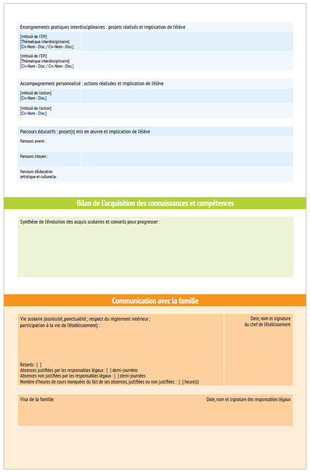 Enseignements pratiques interdisciplinaires : projets réalisés et implication de l'élève
[Intitulé de l'EPI]
[Thématique interdisciplinaire]
[Civ-Nom - Disc. / Civ-Nom - Disc.]
[Intitulé de l'EPI]
[Thématique interdisciplinaire]
[Civ-Nom - Disc. / Civ-Nom - Disc.]
Accompagnement personnalisé : actions réalisées et implication de l'élève
[Intitulé de l'action]
[Civ-Nom - Disc.]
[Intitulé de l'action]
[Civ-Nom - Disc.]
Parcours éducatifs : projet(s) mis en œuvre et implication de l'élève
Parcours avenir :
Parcours citoyen :
Parcours d'éducation
artistique et culturelle :
Bilan de l'acquisition des connaissances et compétences
Synthèse de l'évolution des acquis scolaires et conseils pour progresser :
Communication avec la famille
Vie scolaire (assiduité, ponctualité ; respect du règlement intérieur ;
participation à la vie de l'établissement) :
Date, nom et signature
du chef de l'établissement
Retards : [ ]
Absences justifiées par les responsables légaux : [ ] demi-journées
Absences non justifiées par les responsables légaux : [ ] demi-journées
Nombre d'heures de cours manquées du fait de ses absences, justifiées ou non justifiées : [ ] heure(s)
Visa de la famille
Date, nom et signature des responsables légaux